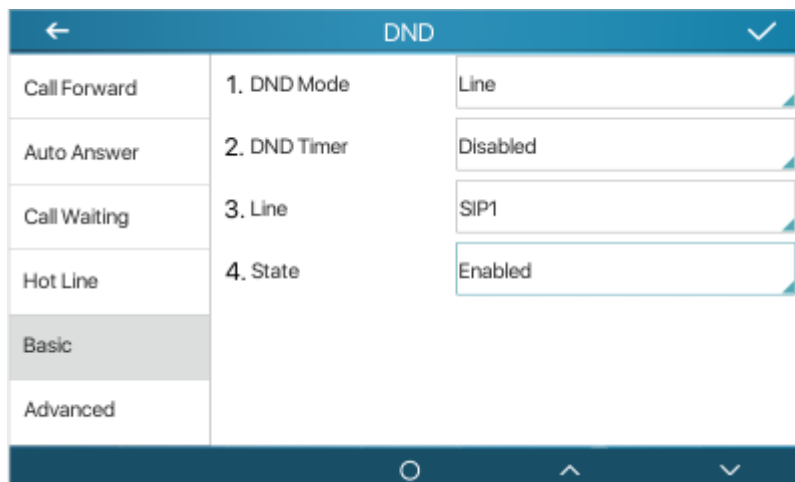 DND
Call Forward
Auto Answer
Call Waiting
Hot Line
Basic
Advanced
1. DND Mode Line
2. DND Timer Disabled
3. Line SIP1
4. State Enabled